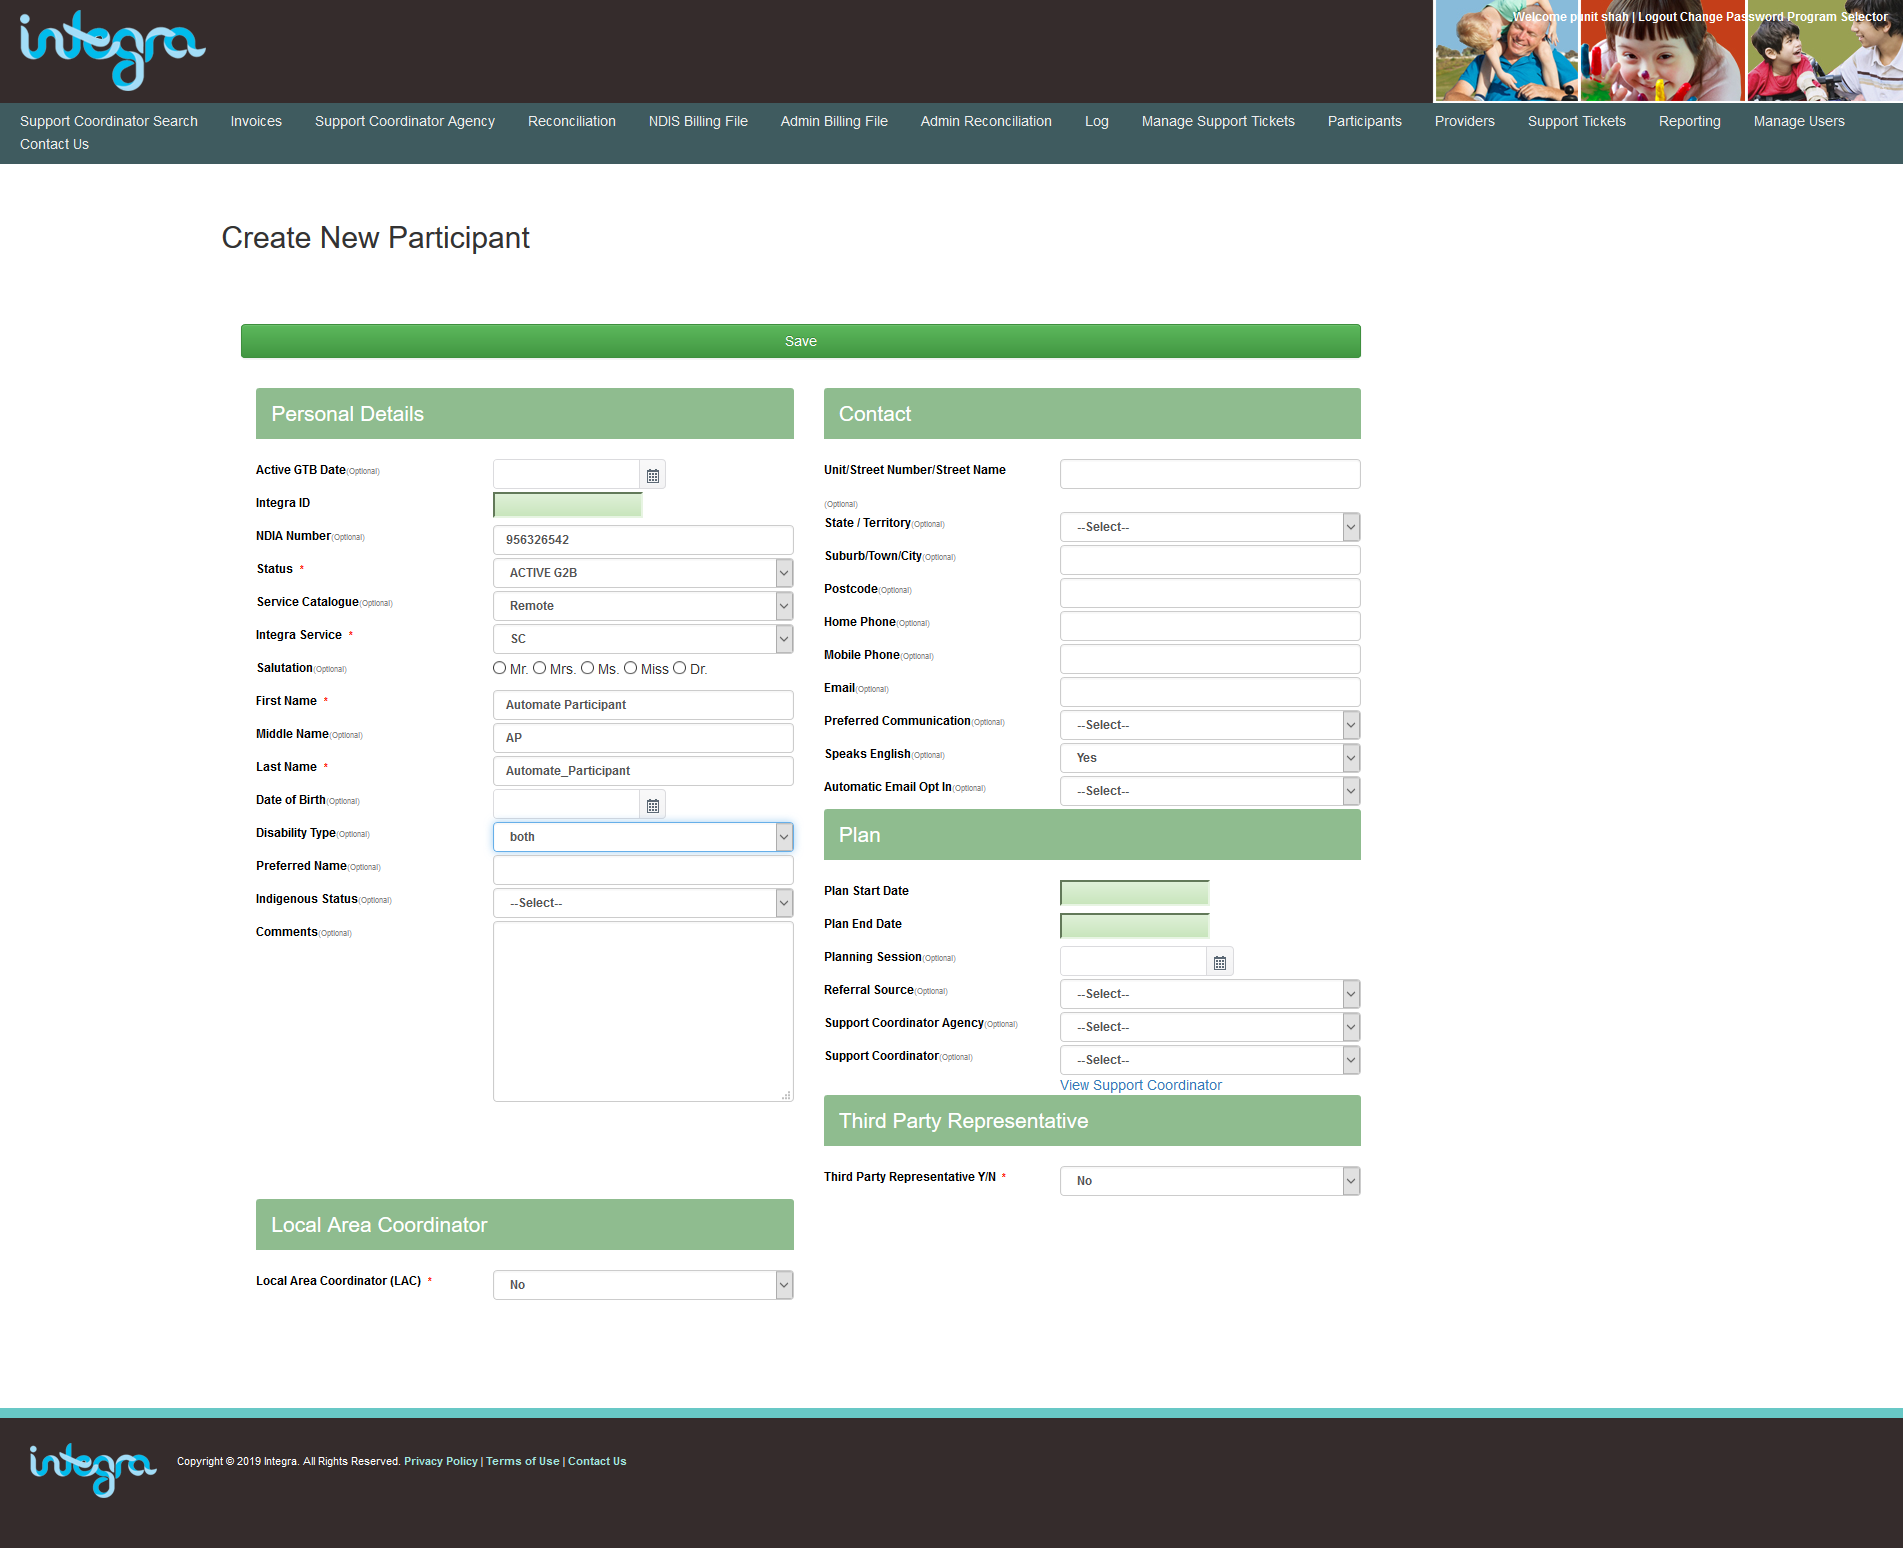 integra
Welcome punit shah | Logout Change Password Program Selector
Support Coordinator Search Invoices Support Coordinator Agency Reconciliation NDIS Billing File Admin Billing File Admin Reconciliation Log Manage Support Tickets Participants Providers Support Tickets Reporting Manage Users
Contact Us
Create New Participant
Save
Personal Details
Active GTB Date(Optional)
Integra ID
NDIA Number(Optional) 956326542
Status * ACTIVE G2B
Service Catalogue(Optional) Remote
Integra Service * SC
Salutation(Optional) Mr. Mrs. Ms. Miss Dr.
First Name * Automate Participant
Middle Name(Optional) AP
Last Name * Automate_Participant
Date of Birth(Optional)
Disability Type(Optional) both
Preferred Name(Optional)
Indigenous Status(Optional) --Select--
Comments(Optional)
Local Area Coordinator
Local Area Coordinator (LAC) * No
Contact
Unit/Street Number/Street Name
(Optional)
State / Territory(Optional) --Select--
Suburb/Town/City(Optional)
Postcode(Optional)
Home Phone(Optional)
Mobile Phone(Optional)
Email(Optional)
Preferred Communication(Optional) --Select--
Speaks English(Optional) Yes
Automatic Email Opt In(Optional) --Select--
Plan
Plan Start Date
Plan End Date
Planning Session(Optional)
Referral Source(Optional) --Select--
Support Coordinator Agency(Optional) --Select--
Support Coordinator(Optional) --Select--
View Support Coordinator
Third Party Representative
Third Party Representative Y/N * No
integra
Copyright © 2019 Integra. All Rights Reserved. Privacy Policy | Terms of Use | Contact Us